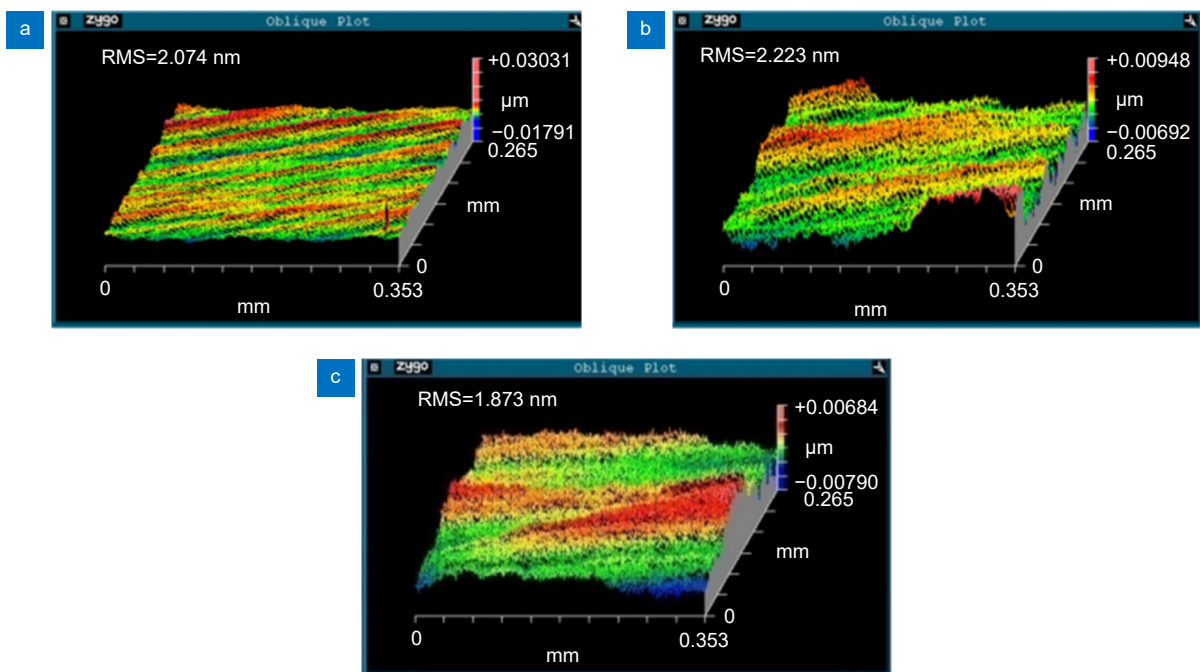 a
zygo
Oblique Plot
RMS=2.074 nm
+0.03031
μm
−0.01791
0.265
mm
0
0
0.353
mm
b
zygo
Oblique Plot
RMS=2.223 nm
+0.00948
μm
−0.00692
0.265
mm
0
0
0.353
mm
c
zygo
Oblique Plot
RMS=1.873 nm
+0.00684
μm
−0.00790
0.265
mm
0
0
0.353
mm